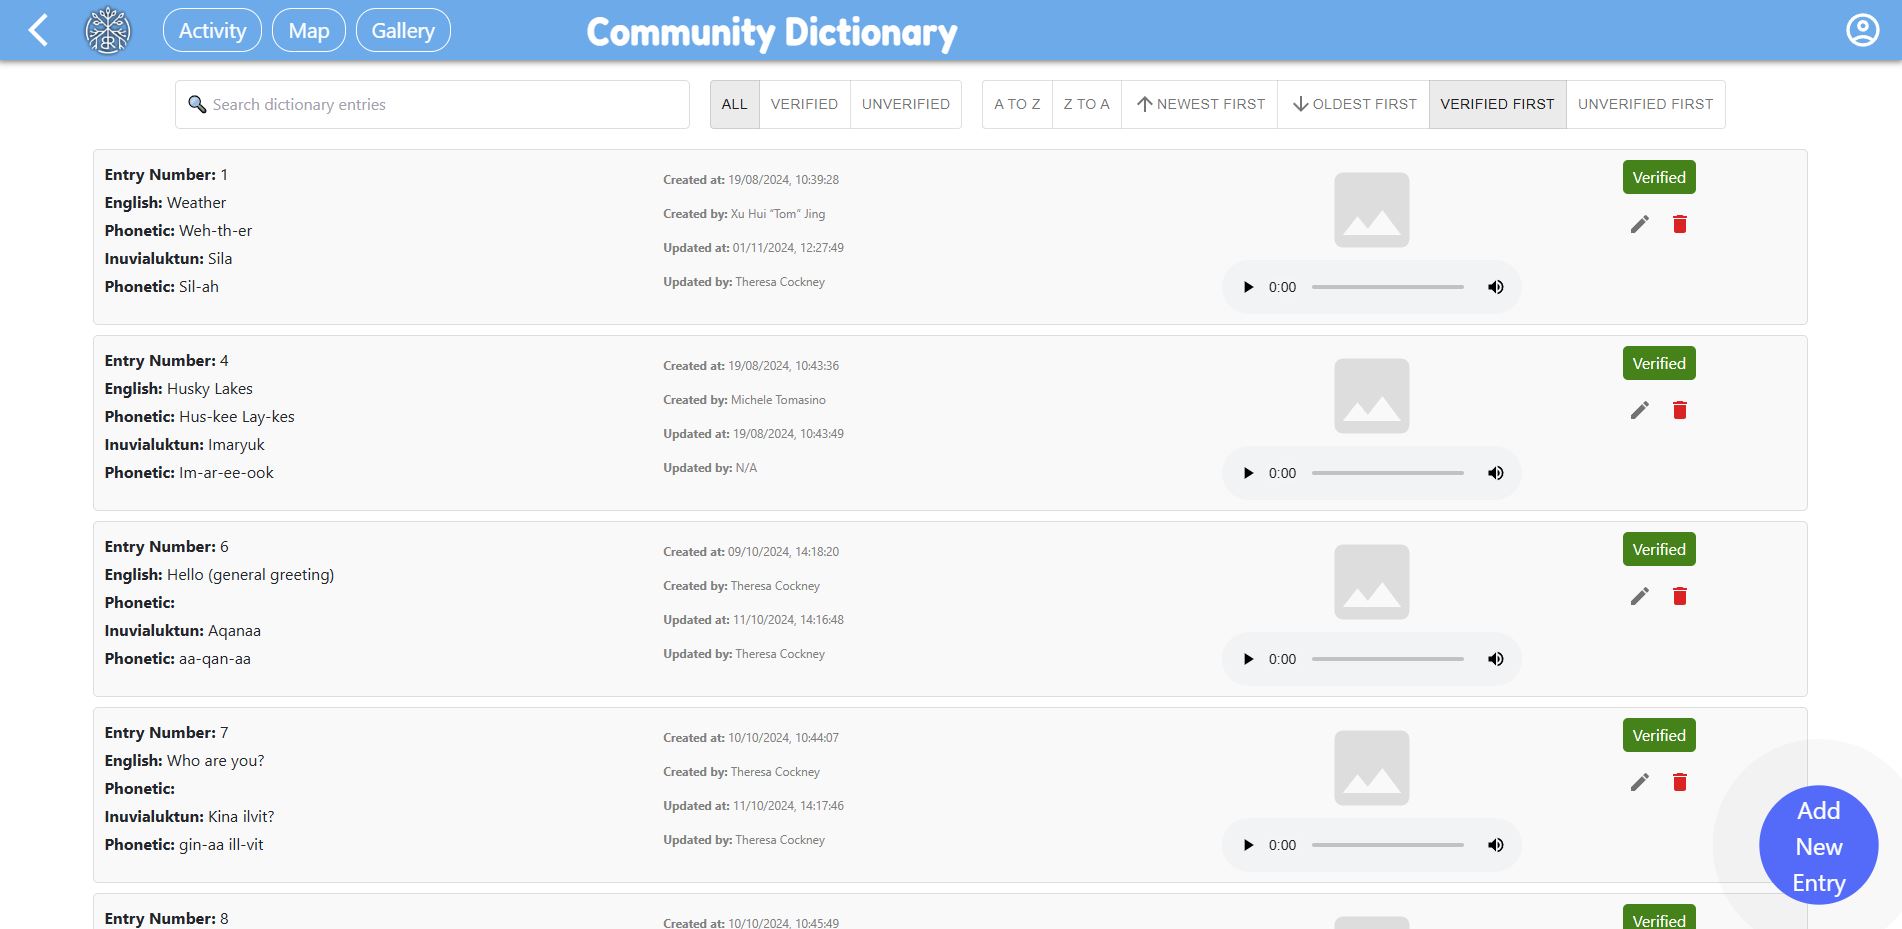 Activity Map Gallery Community Dictionary
Search dictionary entries ALL VERIFIED UNVERIFIED A TO Z Z TO A NEWEST FIRST OLDEST FIRST VERIFIED FIRST UNVERIFIED FIRST
Entry Number: 1
English: Weather
Phonetic: Weh-th-er
Inuvialuktun: Sila
Phonetic: Sil-ah
Created at: 19/08/2024, 10:39:28
Created by: Xu Hui “Tom” Jing
Updated at: 01/11/2024, 12:27:49
Updated by: Theresa Cockney
0:00
Verified
Entry Number: 4
English: Husky Lakes
Phonetic: Hus-kee Lay-kes
Inuvialuktun: Imaryuk
Phonetic: Im-ar-ee-ook
Created at: 19/08/2024, 10:43:36
Created by: Michele Tomasino
Updated at: 19/08/2024, 10:43:49
Updated by: N/A
0:00
Verified
Entry Number: 6
English: Hello (general greeting)
Phonetic:
Inuvialuktun: Aqanaa
Phonetic: aa-qan-aa
Created at: 09/10/2024, 14:18:20
Created by: Theresa Cockney
Updated at: 11/10/2024, 14:16:48
Updated by: Theresa Cockney
0:00
Verified
Entry Number: 7
English: Who are you?
Phonetic:
Inuvialuktun: Kina ilvit?
Phonetic: gin-aa ill-vit
Created at: 10/10/2024, 10:44:07
Created by: Theresa Cockney
Updated at: 11/10/2024, 14:17:46
Updated by: Theresa Cockney
0:00
Verified
Add
New
Entry
Entry Number: 8
Created at: 10/10/2024, 10:45:49
Verified